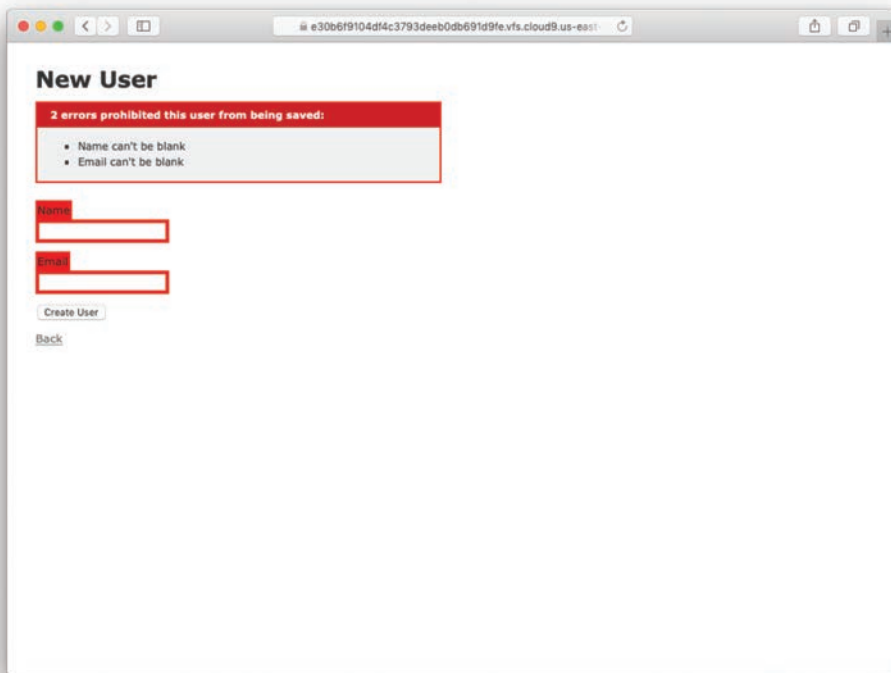 e30b6f9104df4c3793deeb0db691d9fe.vfs.cloud9.us-east-
New User
2 errors prohibited this user from being saved:
Name can't be blank
Email can't be blank
Name
Email
Create User
Back